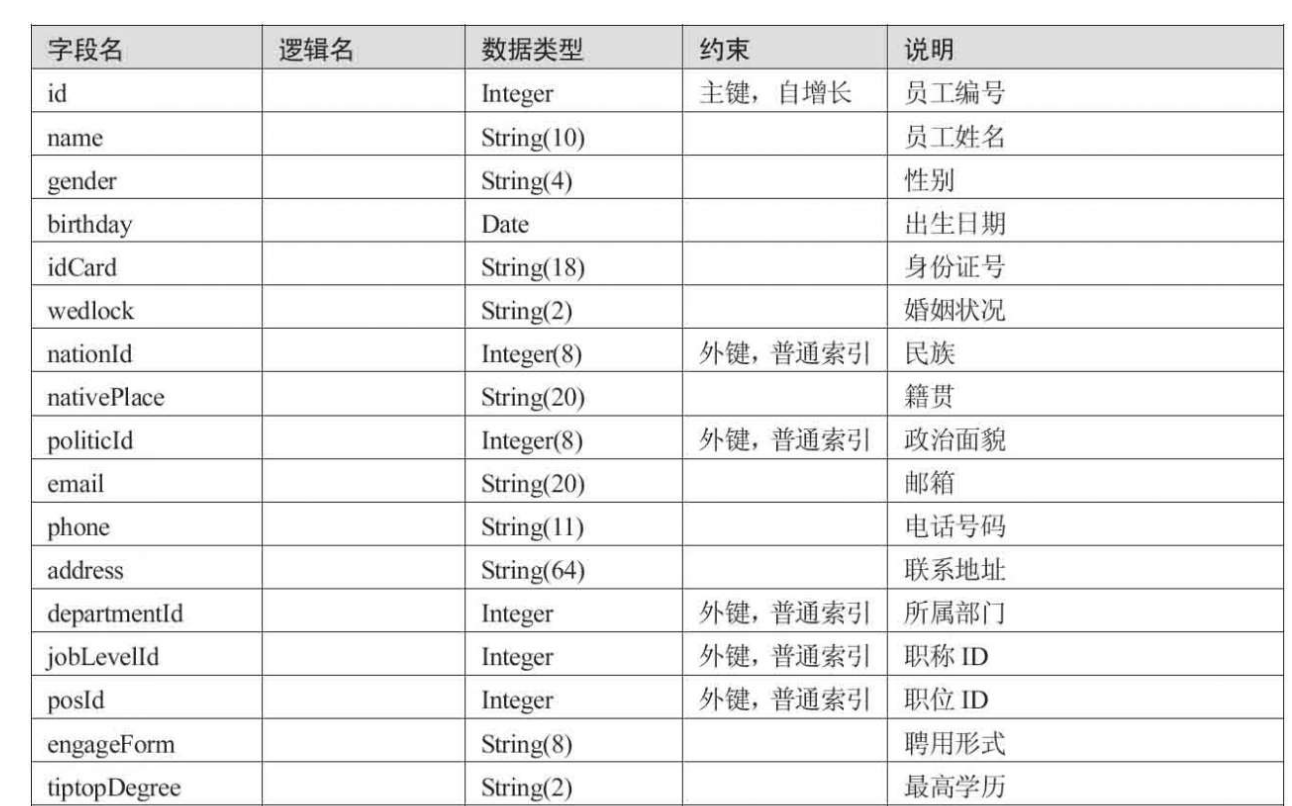 字段名 逻辑名 数据类型 约束 说明
id Integer 主键，自增长 员工编号
name String(10) 员工姓名
gender String(4) 性别
birthday Date 出生日期
idCard String(18) 身份证号
wedlock String(2) 婚姻状况
nationId Integer(8) 外键，普通索引 民族
nativePlace String(20) 籍贯
politicId Integer(8) 外键，普通索引 政治面貌
email String(20) 邮箱
phone String(11) 电话号码
address String(64) 联系地址
departmentId Integer 外键，普通索引 所属部门
jobLevelId Integer 外键，普通索引 职称 ID
posId Integer 外键，普通索引 职位 ID
engageForm String(8) 聘用形式
tiptopDegree String(2) 最高学历